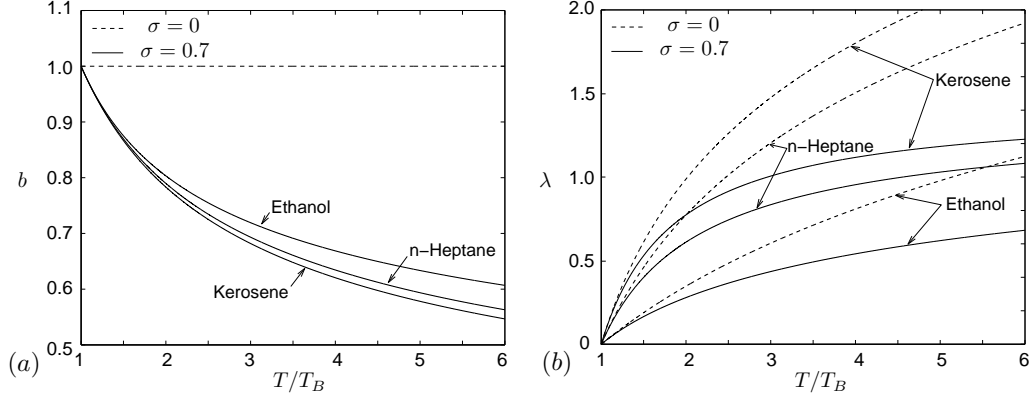 σ = 0
σ = 0.7
1.0
0.9
0.8
0.7
0.6
0.5
b
Ethanol
n−Heptane
Kerosene
1
2
3
4
5
6
(a)
T/T_B
σ = 0
σ = 0.7
2.0
1.5
1.0
0.5
0
λ
Kerosene
n−Heptane
Ethanol
1
2
3
4
5
6
(b)
T/T_B